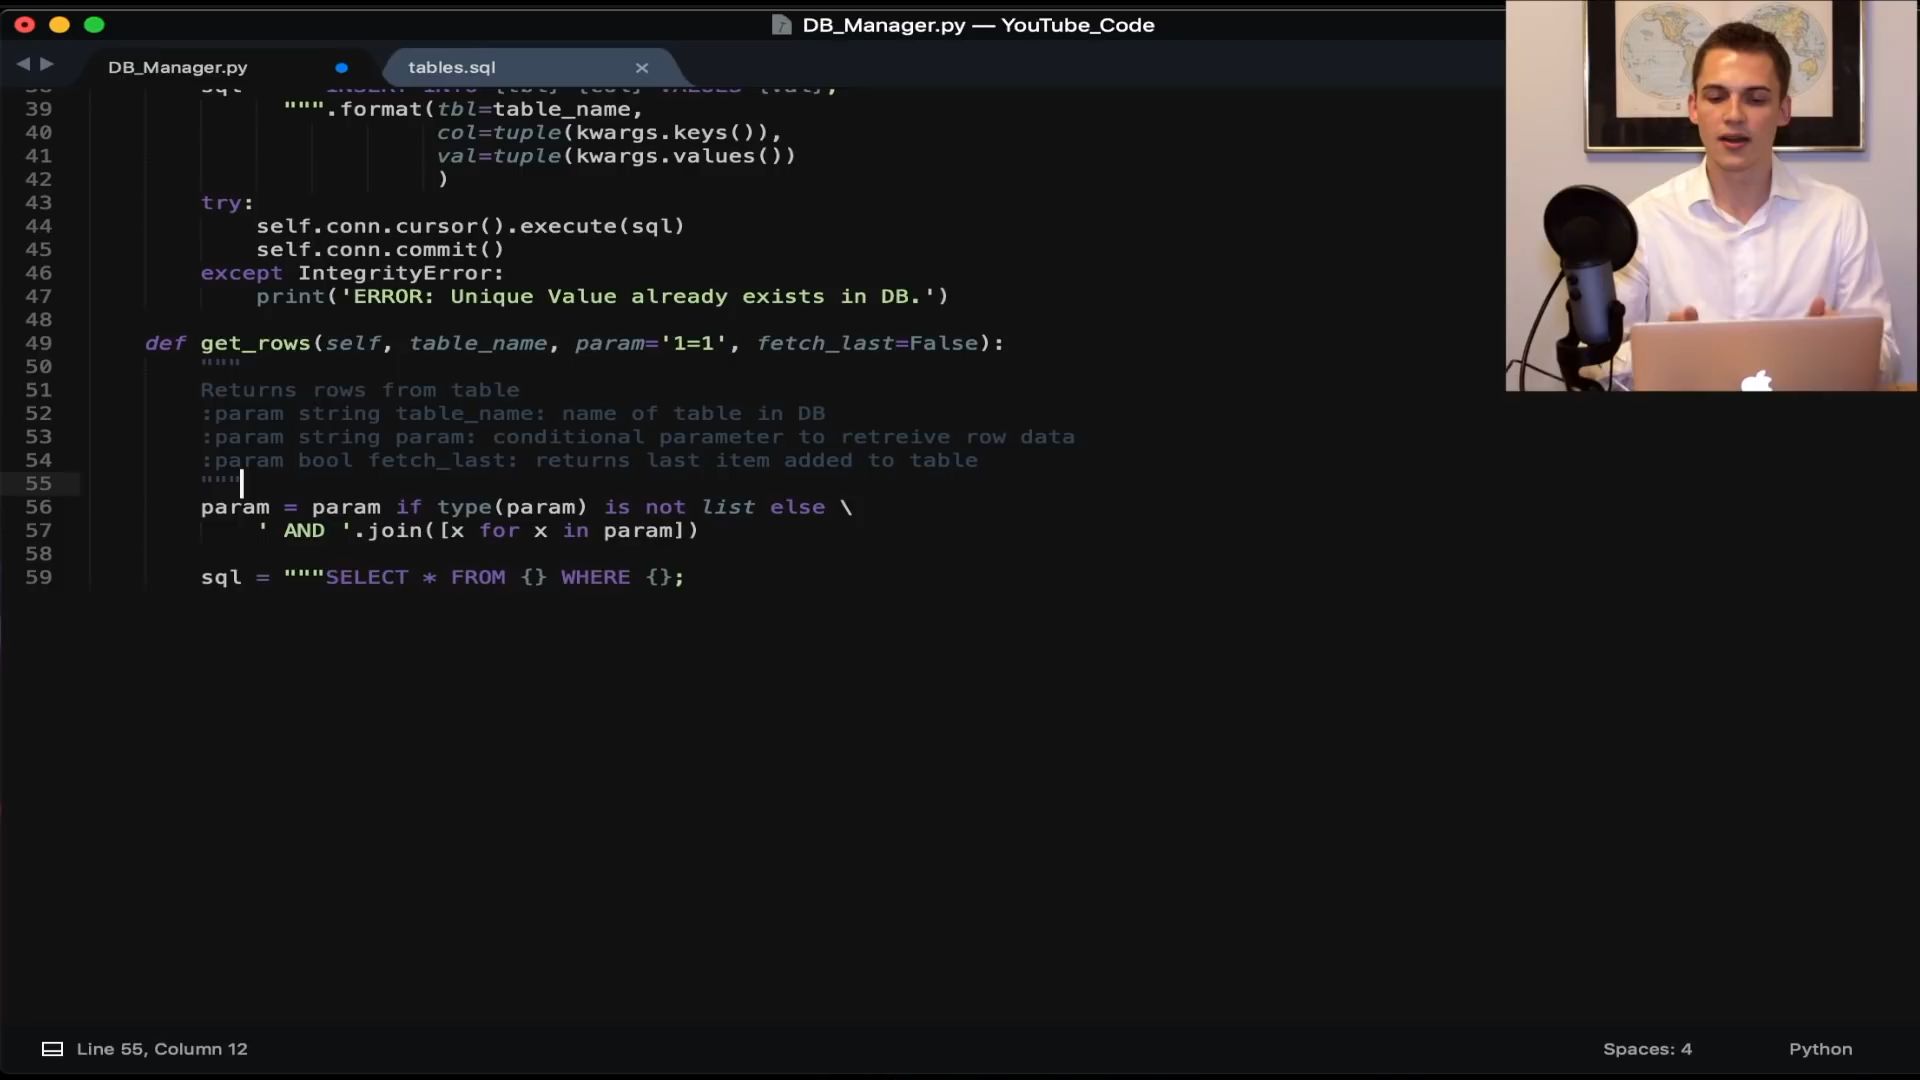 DB_Manager.py — YouTube_Code
DB_Manager.py
tables.sql
39 """.format(tbl=table_name,
40 col=tuple(kwargs.keys()),
41 val=tuple(kwargs.values())
42 )
43 try:
44 self.conn.cursor().execute(sql)
45 self.conn.commit()
46 except IntegrityError:
47 print('ERROR: Unique Value already exists in DB.')
48
49 def get_rows(self, table_name, param='1=1', fetch_last=False):
50 """
51 Returns rows from table
52 :param string table_name: name of table in DB
53 :param string param: conditional parameter to retreive row data
54 :param bool fetch_last: returns last item added to table
55 """
56 param = param if type(param) is not list else \
57 ' AND '.join([x for x in param])
58
59 sql = """SELECT * FROM {} WHERE {};
Line 55, Column 12
Spaces: 4
Python